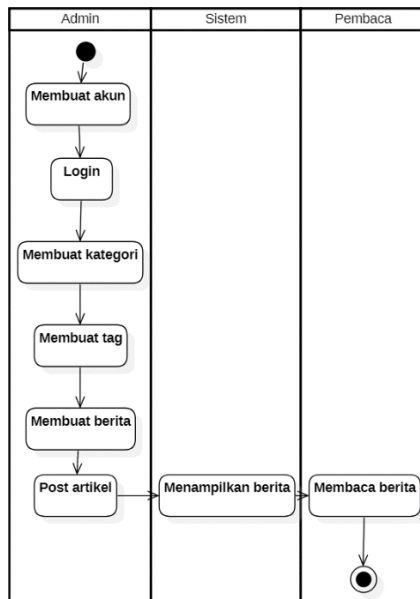 Admin
Sistem
Pembaca
Membuat akun
Login
Membuat kategori
Membuat tag
Membuat berita
Post artikel
Menampilkan berita
Membaca berita